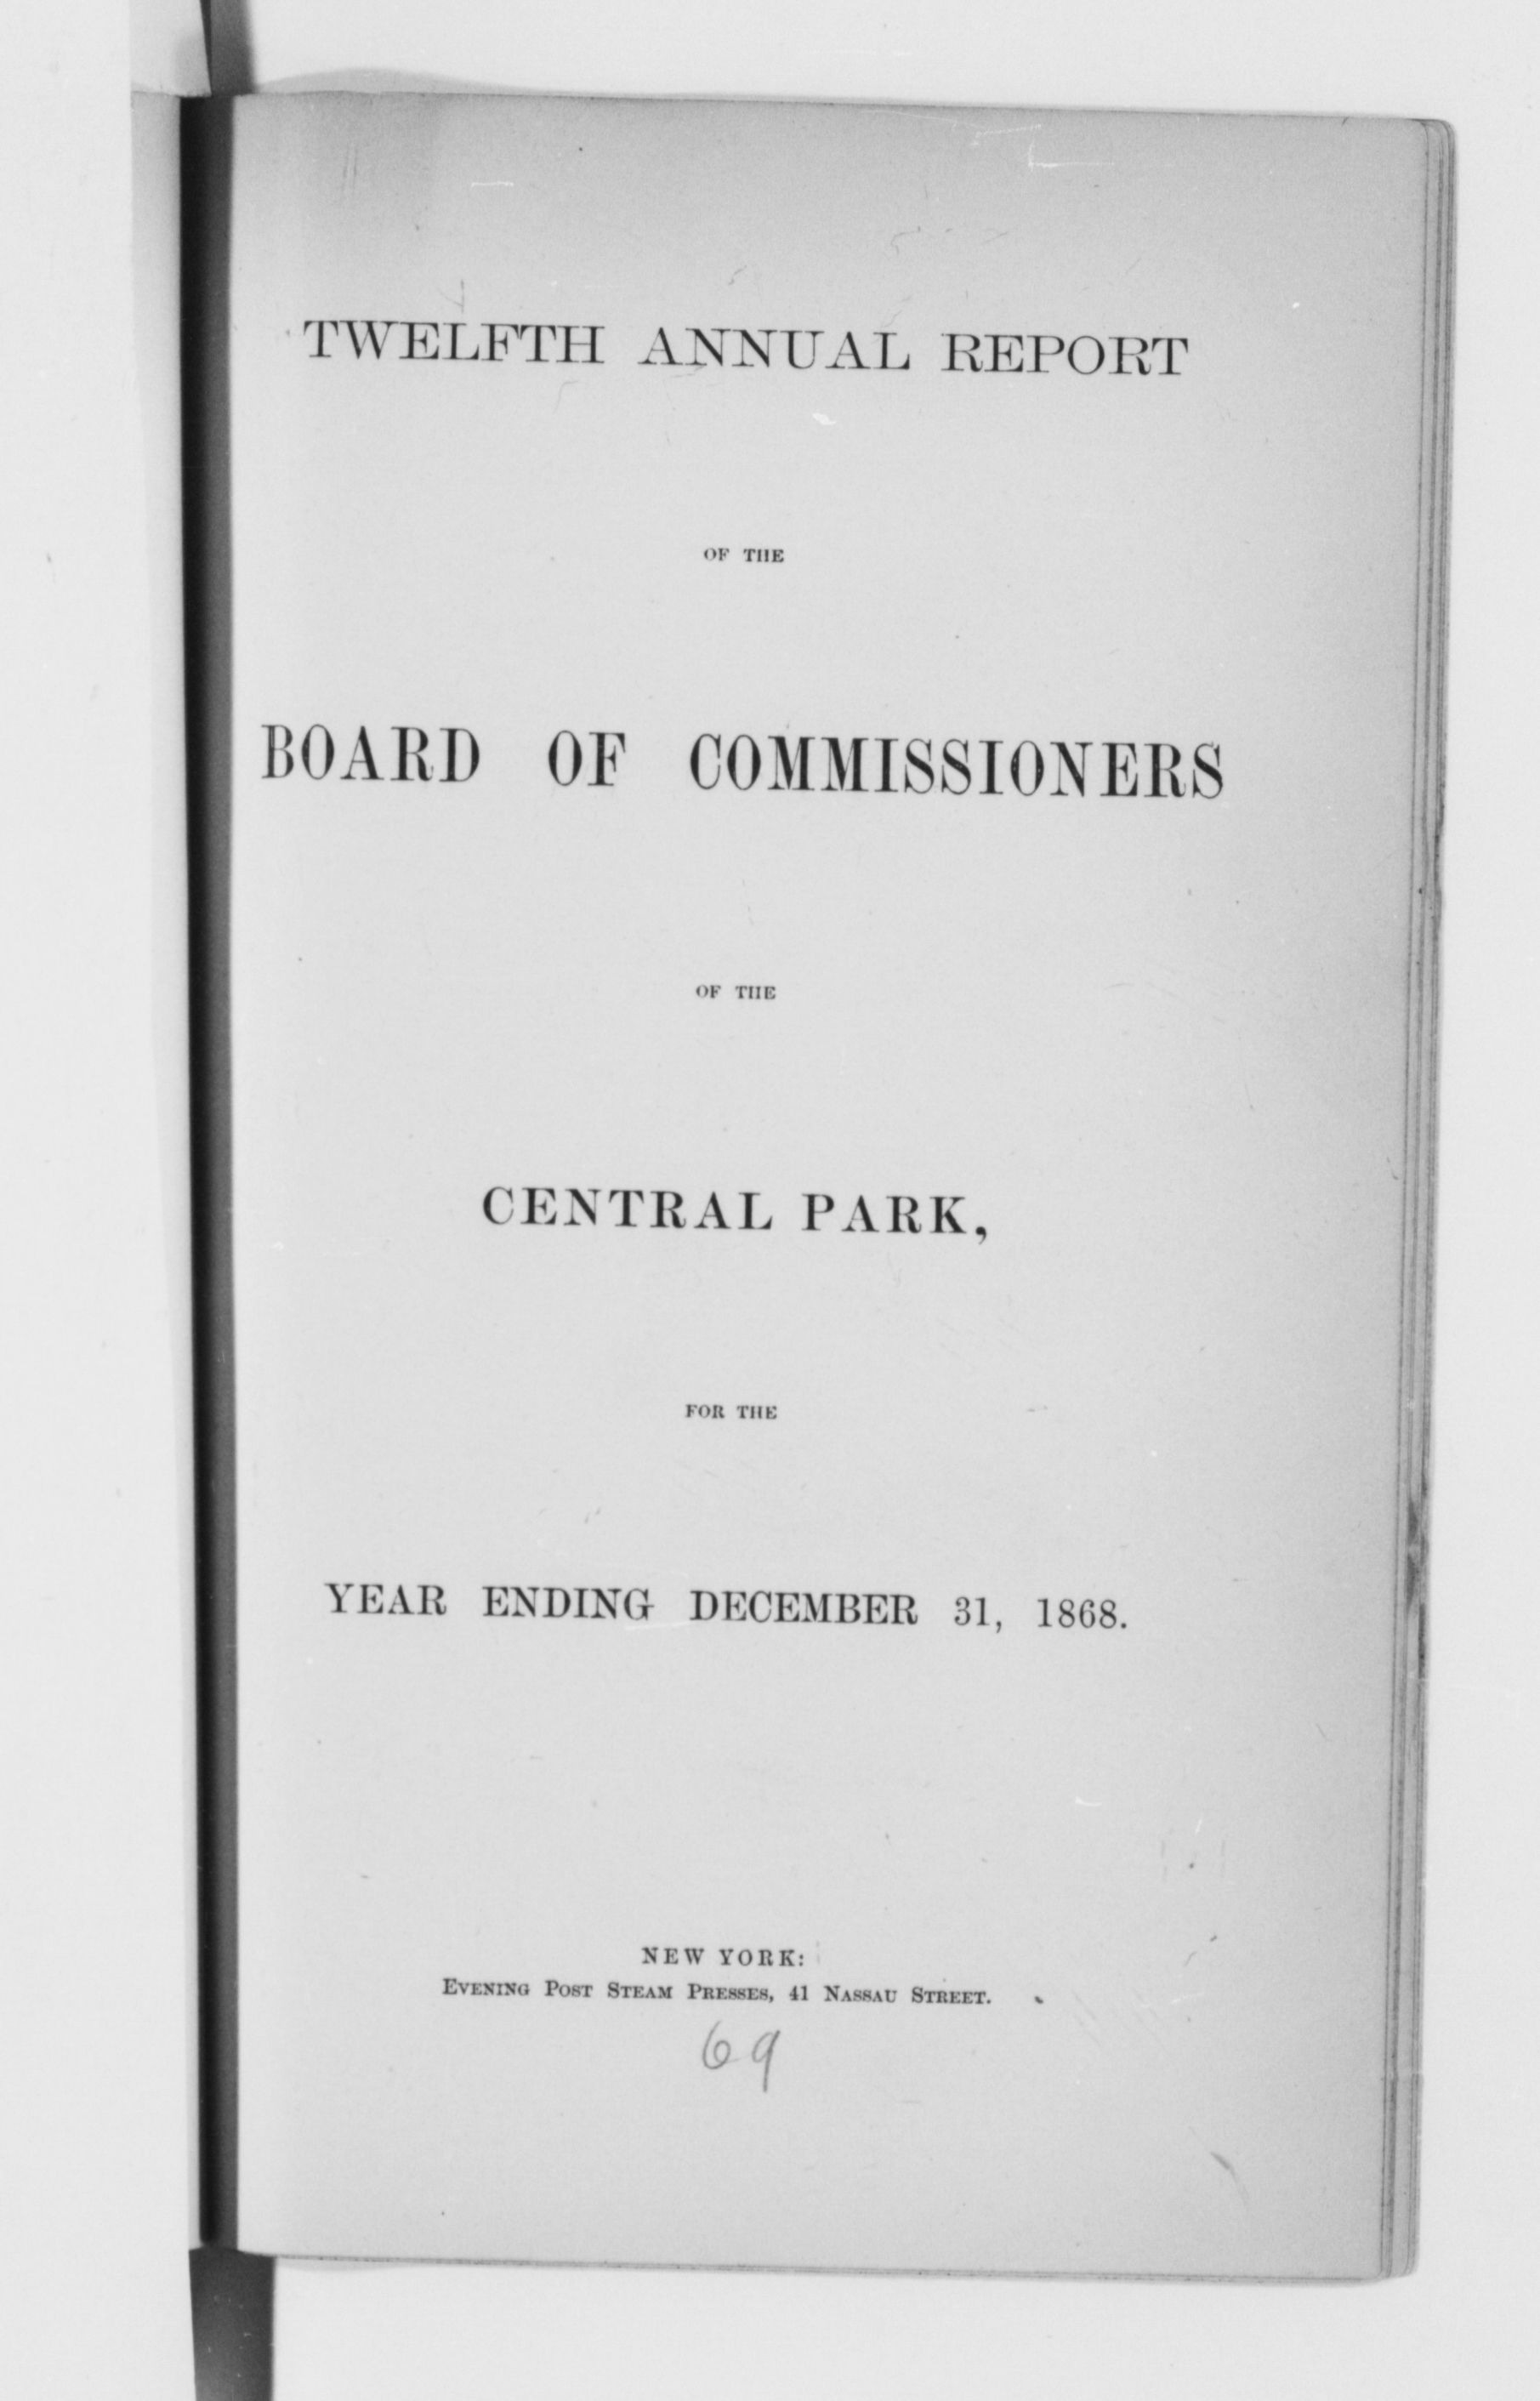 TWELFTH ANNUAL REPORT
OF THE
BOARD OF COMMISSIONERS
OF THE
CENTRAL PARK,
FOR THE
YEAR ENDING DECEMBER 31, 1868.
NEW YORK:
EVENING POST STEAM PRESSES, 41 NASSAU STREET.
69